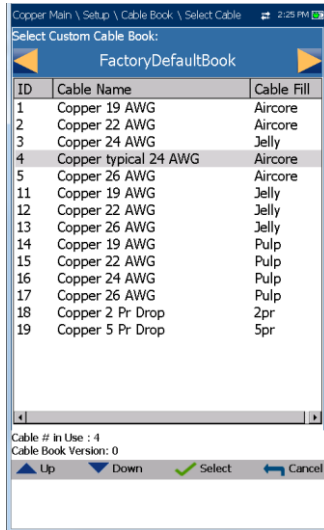 Copper Main \ Setup \ Cable Book \ Select Cable 2:25 PM
Select Custom Cable Book:
FactoryDefaultBook
ID Cable Name Cable Fill
1 Copper 19 AWG Aircore
2 Copper 22 AWG Aircore
3 Copper 24 AWG Jelly
4 Copper typical 24 AWG Aircore
5 Copper 26 AWG Aircore
11 Copper 19 AWG Jelly
12 Copper 22 AWG Jelly
13 Copper 26 AWG Jelly
14 Copper 19 AWG Pulp
15 Copper 22 AWG Pulp
16 Copper 24 AWG Pulp
17 Copper 26 AWG Pulp
18 Copper 2 Pr Drop 2pr
19 Copper 5 Pr Drop 5pr
Cable # in Use : 4
Cable Book Version: 0
Up Down Select Cancel